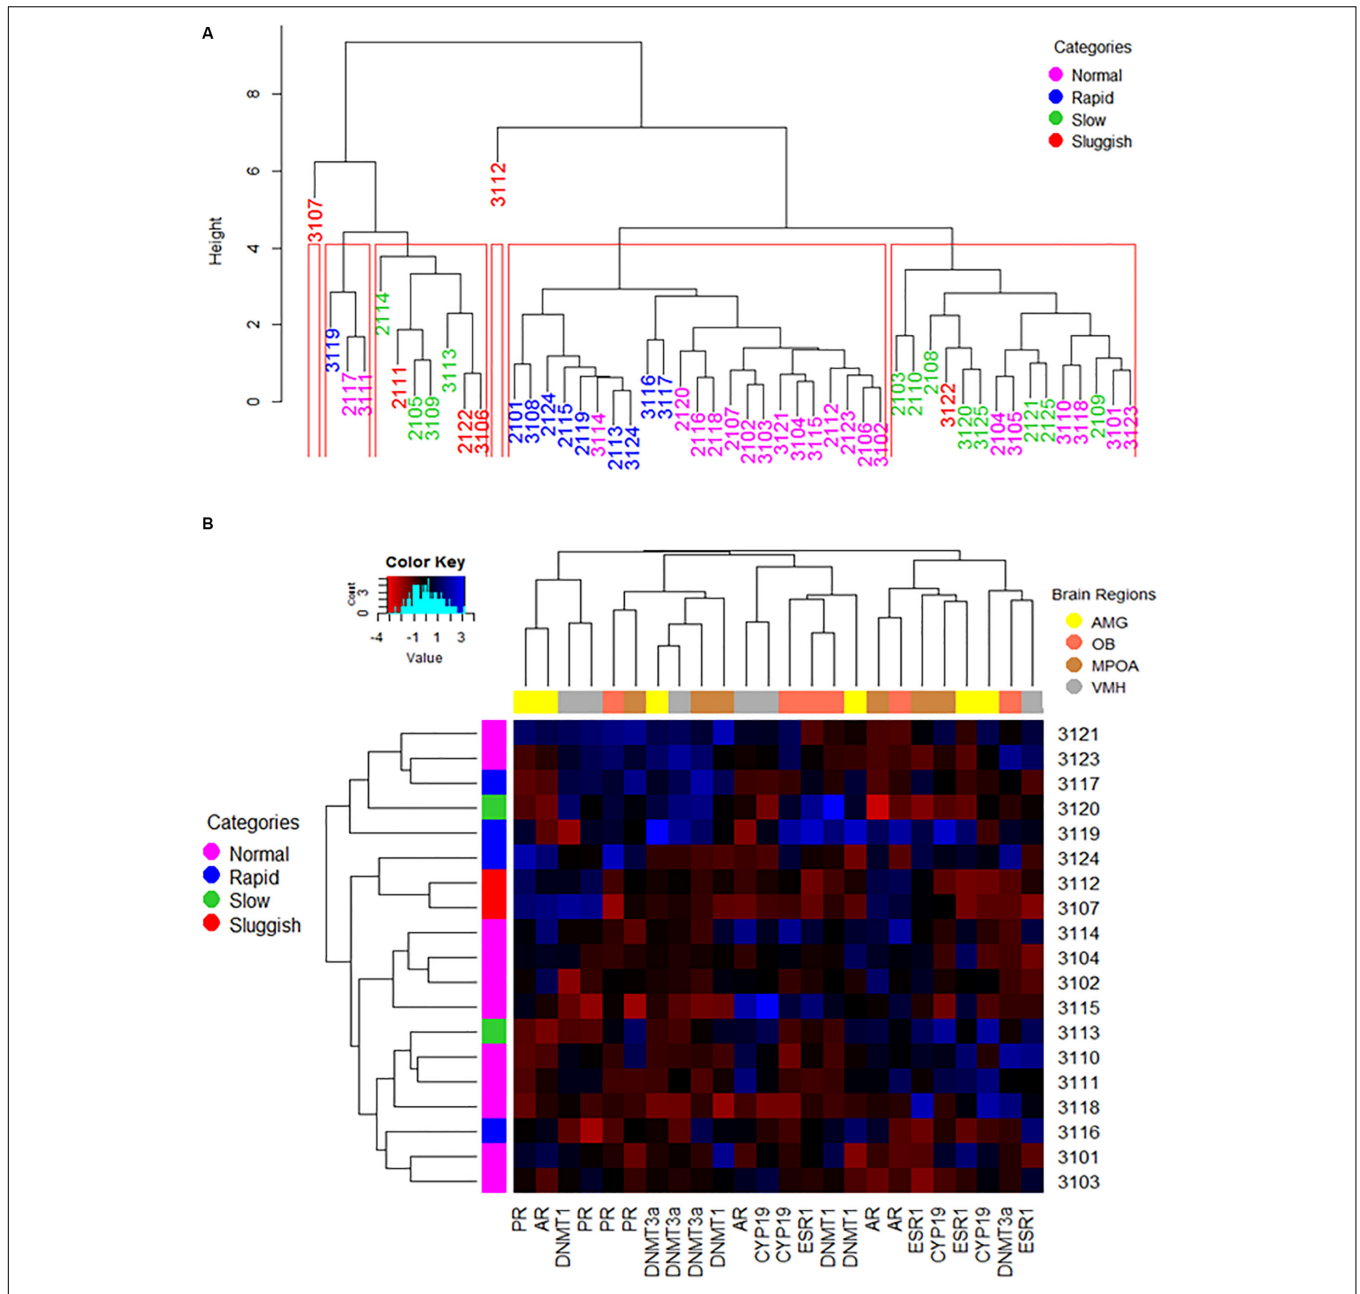 A
Categories
Normal
Rapid
Slow
Sluggish
Height
8
6
4
2
0
3107
3119
2117
3111
2114
2111
2105
3109
3113
2122
3106
3112
2101
3108
2124
2115
2119
3114
2113
3124
3116
3117
2120
2116
2118
2107
2102
3103
3121
3104
3115
2112
2123
2106
3102
2103
2110
2108
3122
3120
3125
2104
3105
2121
2125
3110
3118
2109
3101
3123
B
Color Key
Count
0 3
-4 -1 1 3
Value
Brain Regions
AMG
OB
MPOA
VMH
Categories
Normal
Rapid
Slow
Sluggish
3121
3123
3117
3120
3119
3124
3112
3107
3114
3104
3102
3115
3113
3110
3111
3118
3116
3101
3103
PR
AR
DNMT1
PR
PR
PR
DNMT3a
DNMT3a
DNMT3a
DNMT1
AR
CYP19
CYP19
ESR1
DNMT1
DNMT1
AR
AR
ESR1
CYP19
ESR1
CYP19
DNMT3a
ESR1